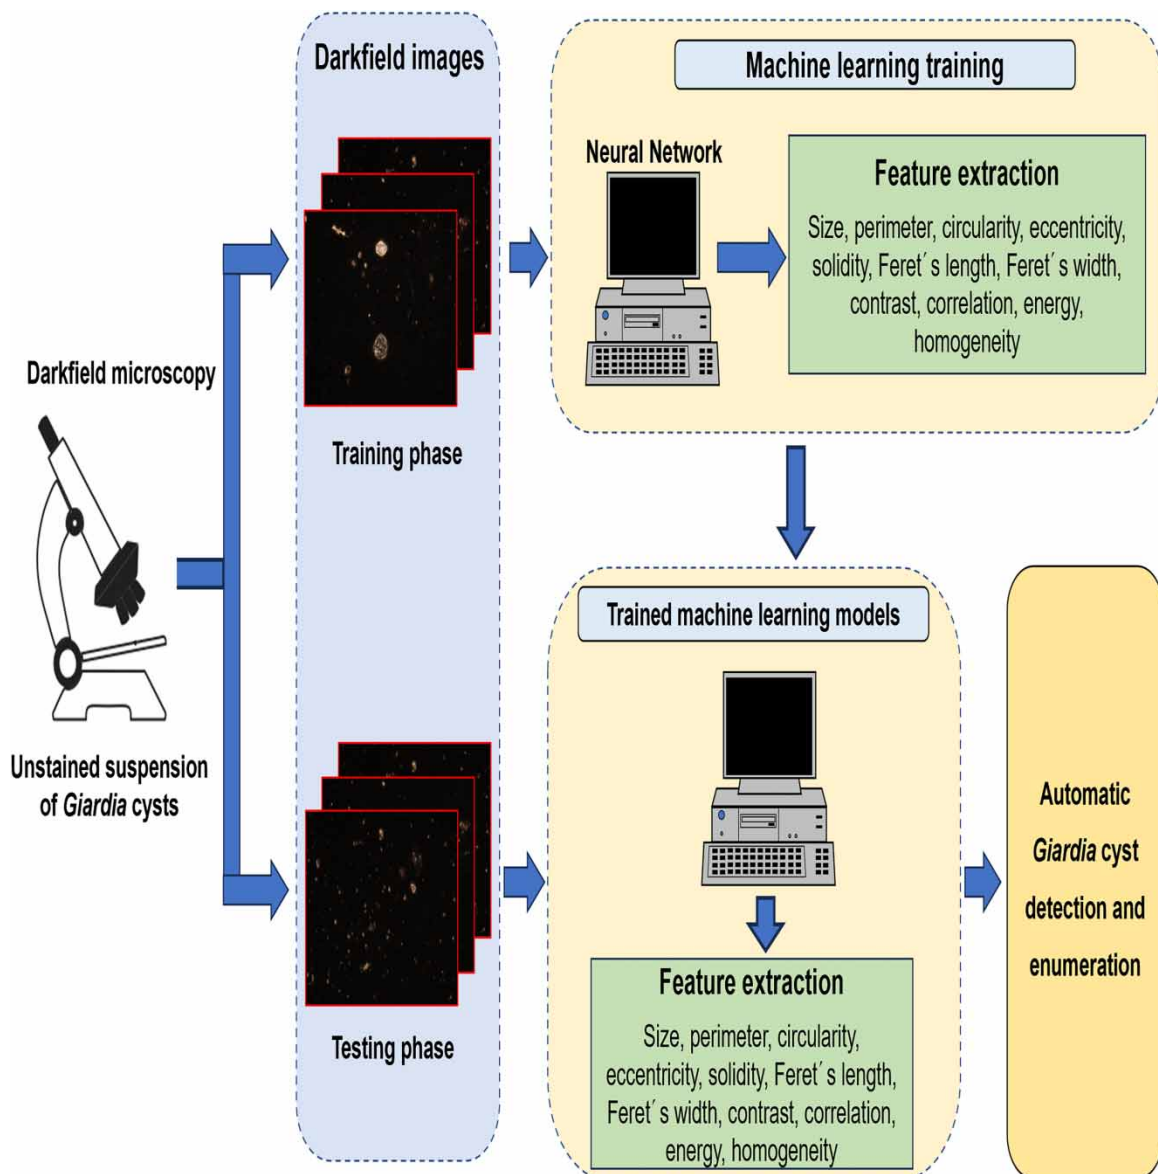 Darkfield microscopy
Unstained suspension
of Giardia cysts
Darkfield images
Training phase
Testing phase
Machine learning training
Neural Network
Feature extraction
Size, perimeter, circularity, eccentricity,
solidity, Feret´ s length, Feret´ s width,
contrast, correlation, energy,
homogeneity
Trained machine learning models
Feature extraction
Size, perimeter, circularity,
eccentricity, solidity, Feret´ s length,
Feret´ s width, contrast, correlation,
energy, homogeneity
Automatic
Giardia cyst
detection and
enumeration